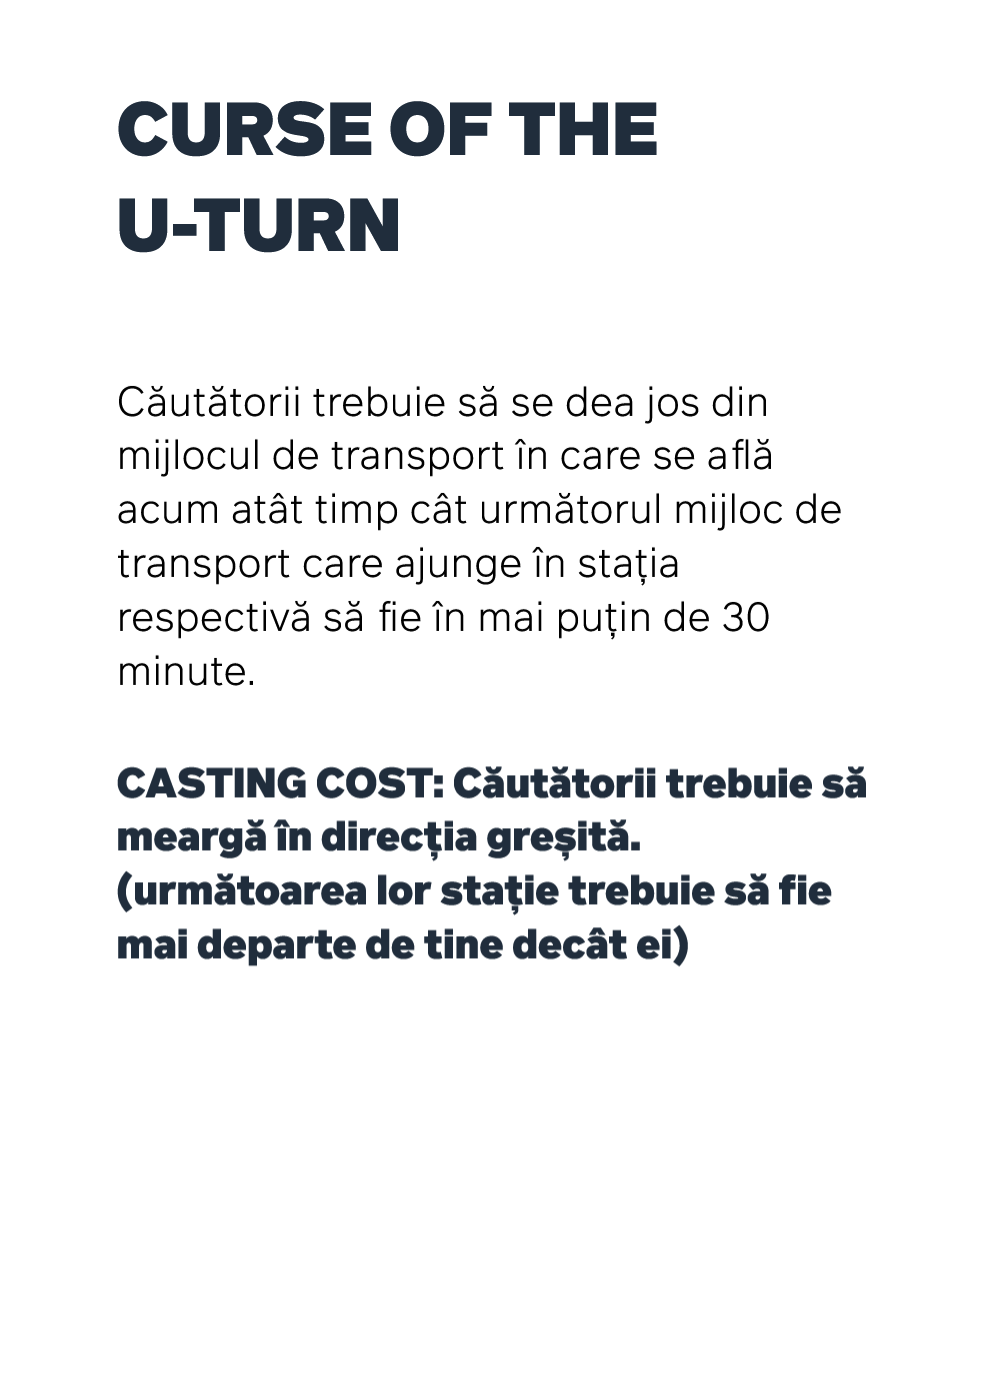 CURSE OF THE
U-TURN
Căutătorii trebuie să se dea jos din
mijlocul de transport în care se află
acum atât timp cât următorul mijloc de
transport care ajunge în stația
respectivă să fie în mai puțin de 30
minute.
CASTING COST: Căutătorii trebuie să
meargă în direcția greșită.
(următoarea lor stație trebuie să fie
mai departe de tine decât ei)